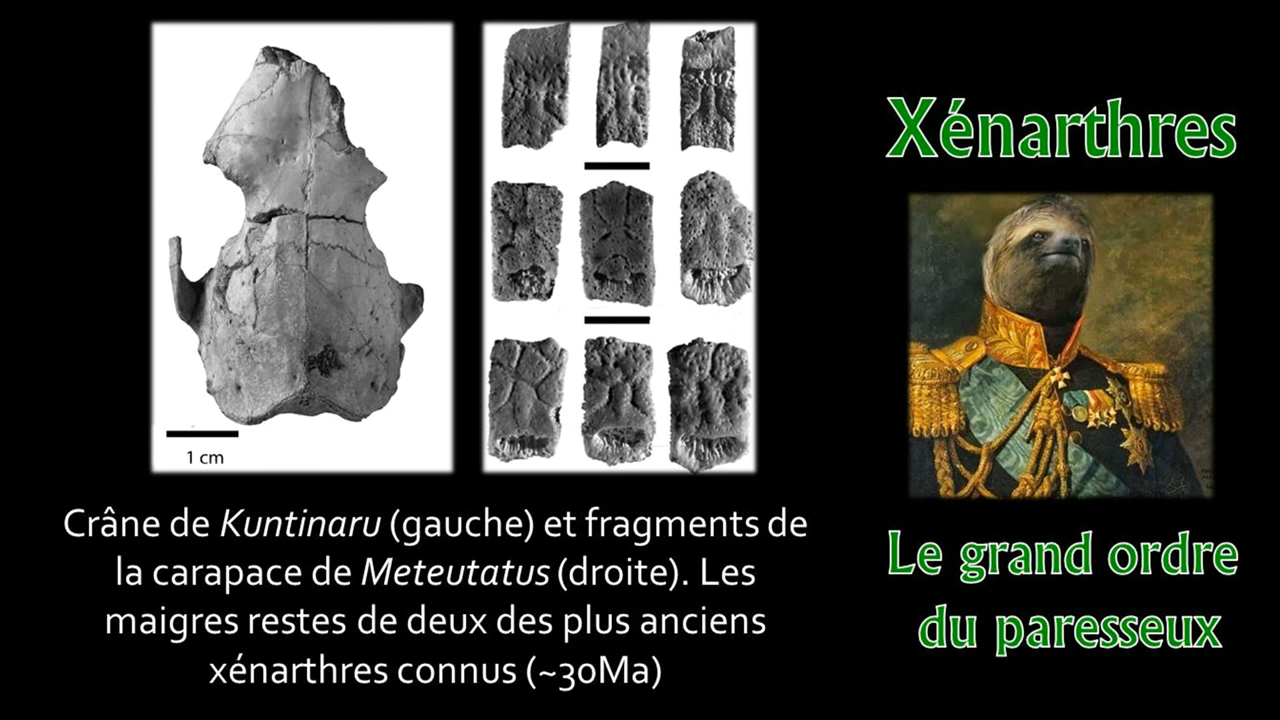 1 cm
Crâne de Kuntinaru (gauche) et fragments de
la carapace de Meteutatus (droite). Les
maigres restes de deux des plus anciens
xénarthres connus (~30Ma)
Xénarthres
Le grand ordre
du paresseux